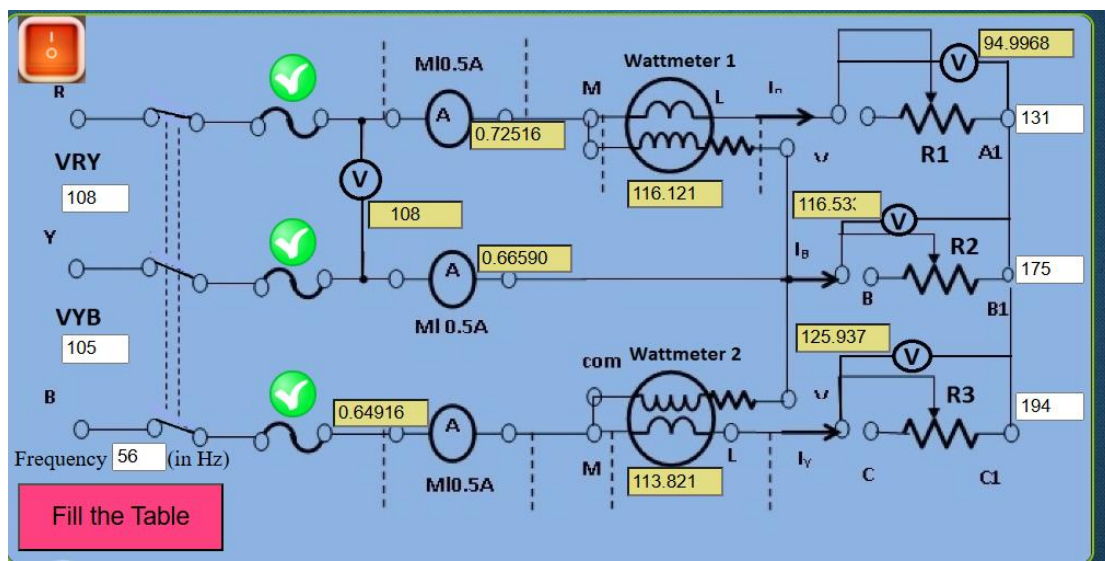 I
O
R
MI0.5A
A
0.72516
Wattmeter 1
M
L
116.121
V
94.9968
131
R1
A1
VRY
108
V
108
Y
A
0.66590
MI 0.5A
116.53
V
I_B
R2
175
B
B1
VYB
105
B
125.937
V
com
Wattmeter 2
R3
194
0.64916
A
MI0.5A
M
L
I_Y
113.821
C
C1
Frequency 56 (in Hz)
Fill the Table